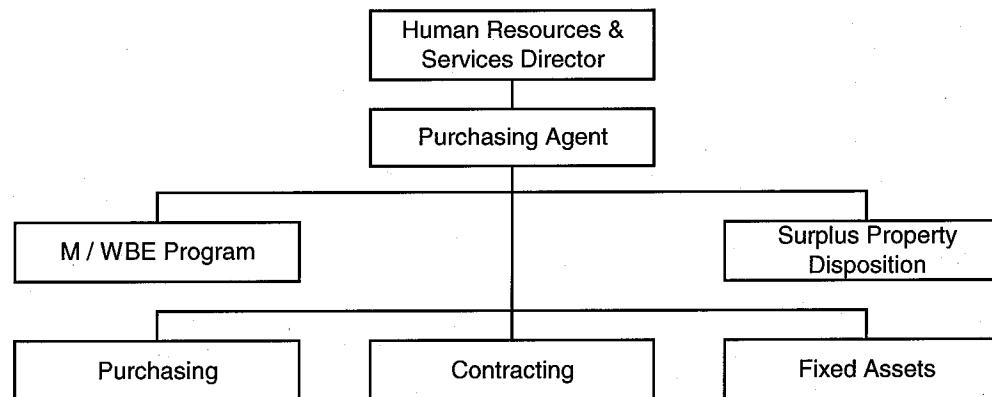 Human Resources &
Services Director
Purchasing Agent
M / WBE Program
Surplus Property
Disposition
Purchasing
Contracting
Fixed Assets